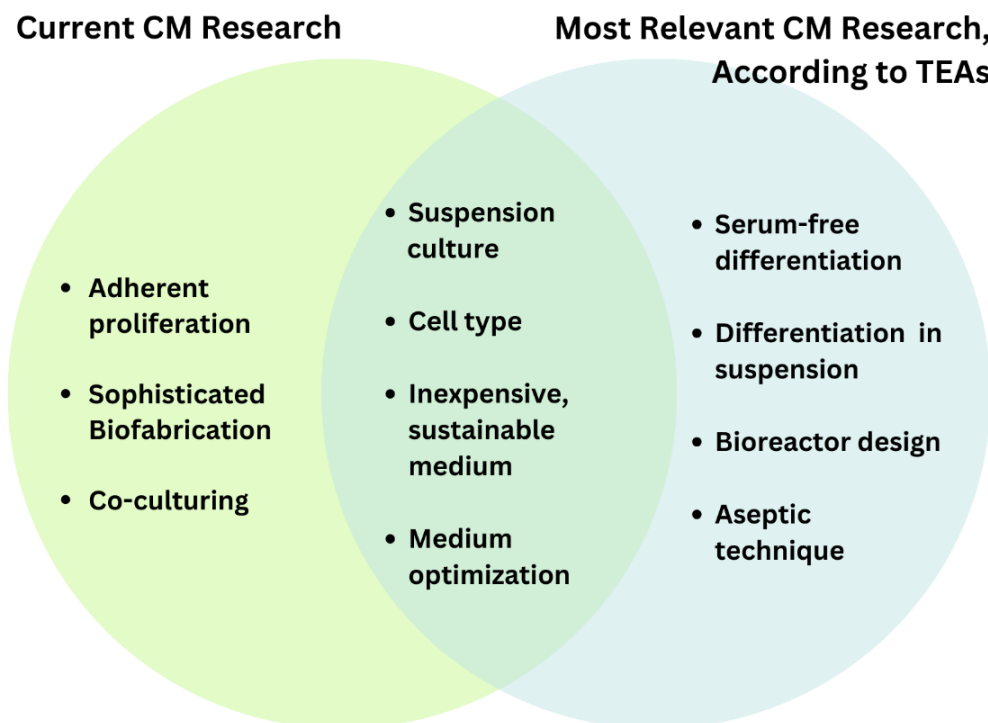 Current CM Research
Most Relevant CM Research,
According to TEAs
• Adherent
proliferation
• Sophisticated
Biofabrication
• Co-culturing
• Suspension
culture
• Cell type
• Inexpensive,
sustainable
medium
• Medium
optimization
• Serum-free
differentiation
• Differentiation in
suspension
• Bioreactor design
• Aseptic
technique